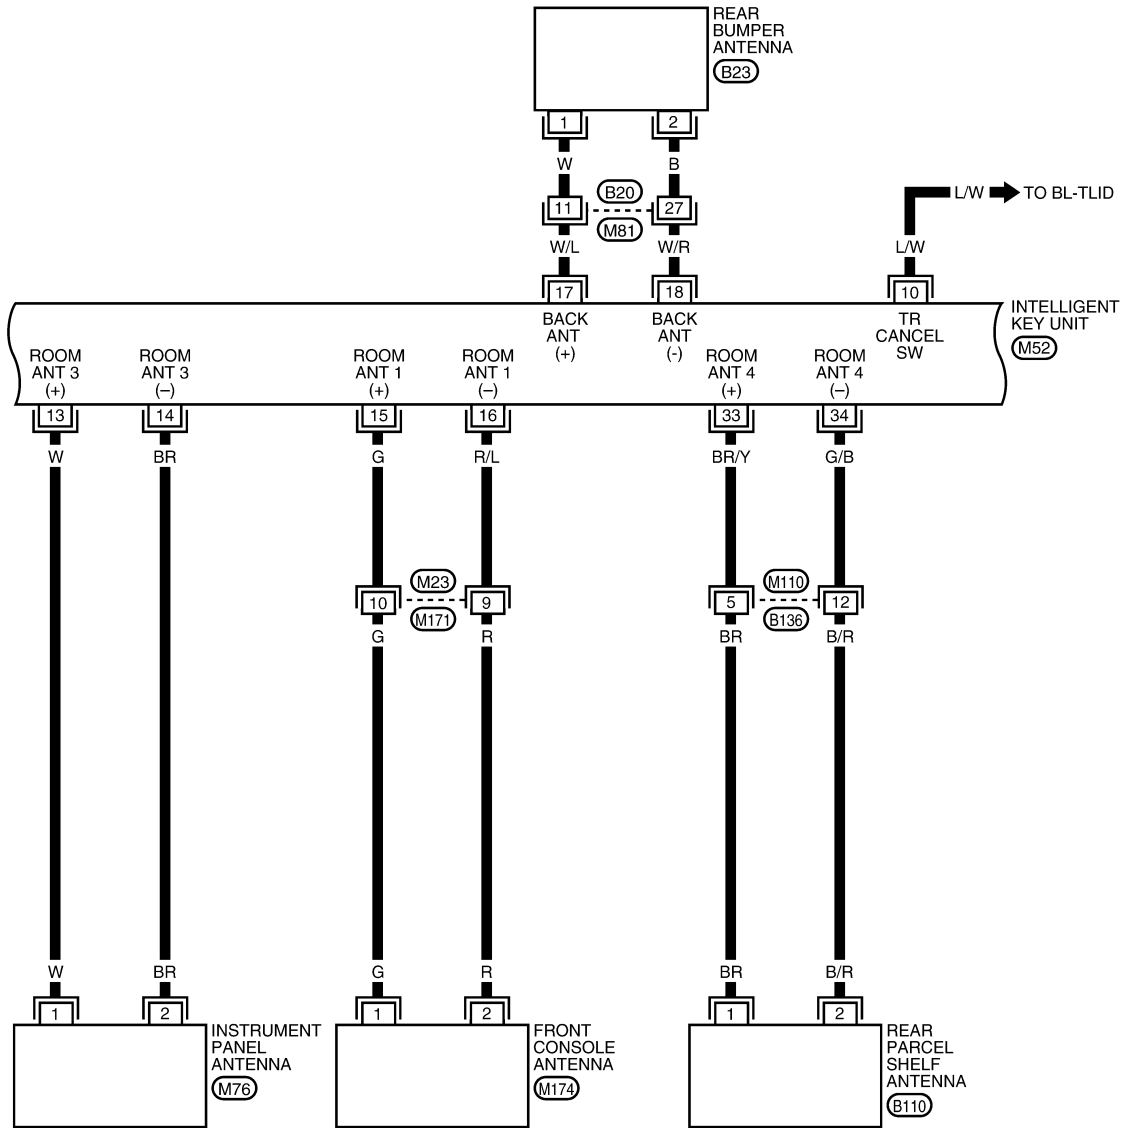 REAR
BUMPER
ANTENNA
B23
1
2
W
B
B20
11
27
M81
L/W
TO BL-TLID
W/L
W/R
L/W
17
18
10
BACK
ANT
(+)
BACK
ANT
(-)
TR
CANCEL
SW
INTELLIGENT
KEY UNIT
M52
ROOM
ANT 3
(+)
ROOM
ANT 3
(–)
ROOM
ANT 1
(+)
ROOM
ANT 1
(–)
ROOM
ANT 4
(+)
ROOM
ANT 4
(–)
13
14
15
16
33
34
W
BR
G
R/L
BR/Y
G/B
M23
10
9
M171
M110
5
12
B136
G
R
BR
B/R
W
BR
G
R
BR
B/R
1
2
1
2
1
2
INSTRUMENT
PANEL
ANTENNA
M76
FRONT
CONSOLE
ANTENNA
M174
REAR
PARCEL
SHELF
ANTENNA
B110